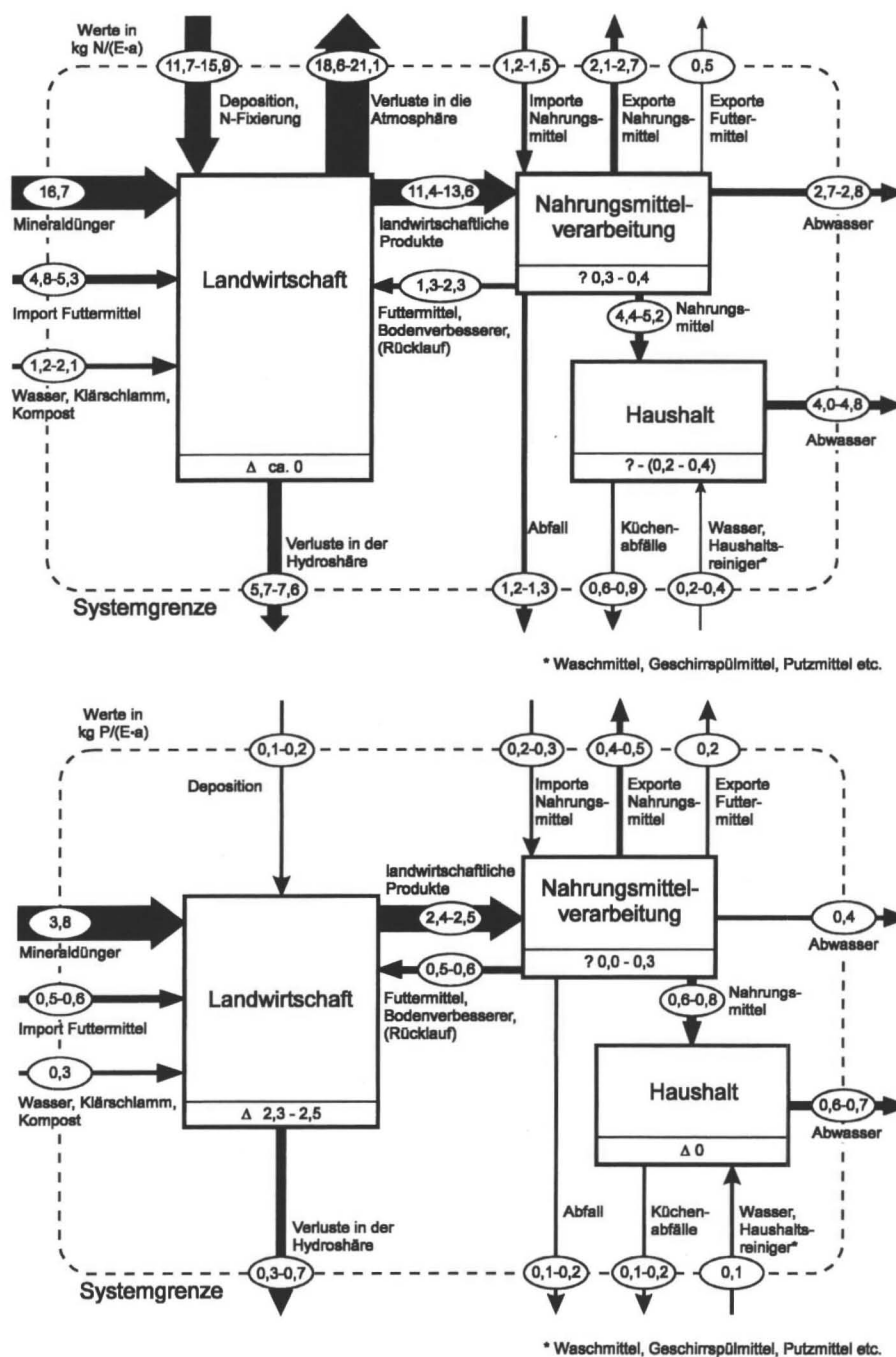 Werte in
kg N/(E•a)
11,7-15,9
18,6-21,1
1,2-1,5
2,1-2,7
0,5
Deposition,
N-Fixierung
Verluste in die
Atmosphäre
Importe
Nahrungs-
mittel
Exporte
Nahrungs-
mittel
Exporte
Futter-
mittel
16,7
Mineraldünger
11,4-13,6
landwirtschaftliche
Produkte
Nahrungsmittel-
verarbeitung
? 0,3 - 0,4
2,7-2,8
Abwasser
4,8-5,3
Import Futtermittel
Landwirtschaft
1,3-2,3
Futtermittel,
Bodenverbesserer,
(Rücklauf)
4,4-5,2
Nahrungs-
mittel
1,2-2,1
Wasser, Klärschlamm,
Kompost
Haushalt
? - (0,2 - 0,4)
4,0-4,8
Abwasser
Δ ca. 0
Verluste in der
Hydroshäre
Abfall
Küchen-
abfälle
Wasser,
Haushalts-
reiniger*
5,7-7,6
1,2-1,3
0,6-0,9
0,2-0,4
Systemgrenze
* Waschmittel, Geschirrspülmittel, Putzmittel etc.
Werte in
kg P/(E•a)
0,1-0,2
0,2-0,3
0,4-0,5
0,2
Deposition
Importe
Nahrungs-
mittel
Exporte
Nahrungs-
mittel
Exporte
Futter-
mittel
3,8
Mineraldünger
landwirtschaftliche
Produkte
2,4-2,5
Nahrungsmittel-
verarbeitung
? 0,0 - 0,3
0,4
Abwasser
0,5-0,6
Import Futtermittel
Landwirtschaft
0,5-0,6
Futtermittel,
Bodenverbesserer,
(Rücklauf)
0,6-0,8
Nahrungs-
mittel
0,3
Wasser, Klärschlamm,
Kompost
Δ 2,3 - 2,5
Haushalt
Δ 0
0,6-0,7
Abwasser
Verluste in der
Hydroshäre
Abfall
Küchen-
abfälle
Wasser,
Haushalts-
reiniger*
0,3-0,7
0,1-0,2
0,1-0,2
0,1
Systemgrenze
* Waschmittel, Geschirrspülmittel, Putzmittel etc.